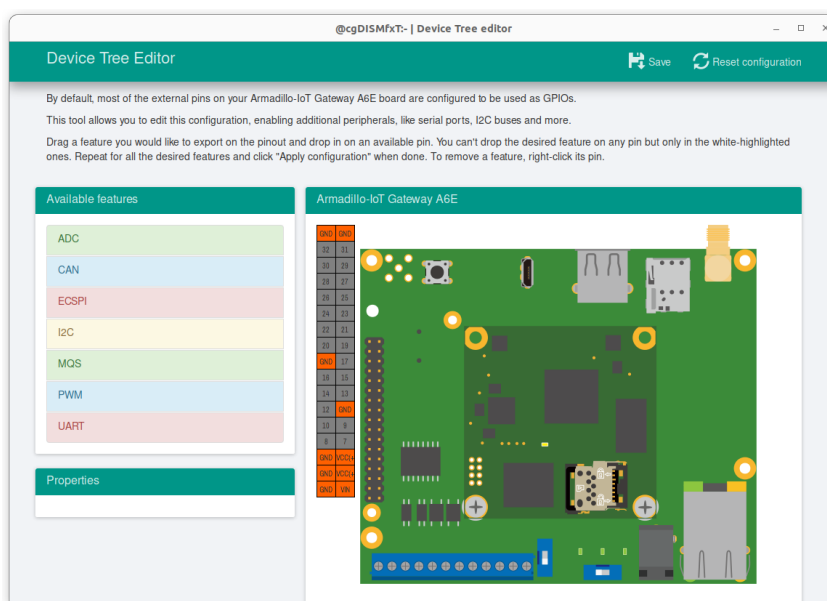 @cgDISMfxT:~ | Device Tree editor
Device Tree Editor
Save
Reset configuration
By default, most of the external pins on your Armadillo-IoT Gateway A6E board are configured to be used as GPIOs.
This tool allows you to edit this configuration, enabling additional peripherals, like serial ports, I2C buses and more.
Drag a feature you would like to export on the pinout and drop in on an available pin. You can't drop the desired feature on any pin but only in the white-highlighted
ones. Repeat for all the desired features and click "Apply configuration" when done. To remove a feature, right-click its pin.
Available features
ADC
CAN
ECSPI
I2C
MQS
PWM
UART
Properties
Armadillo-IoT Gateway A6E
GND GND
32 31
30 29
28 27
26 25
24 23
22 21
20 19
GND 17
16 15
14 13
12 GND
10 9
8 7
GND VCC(
GND VCC(
GND VIN